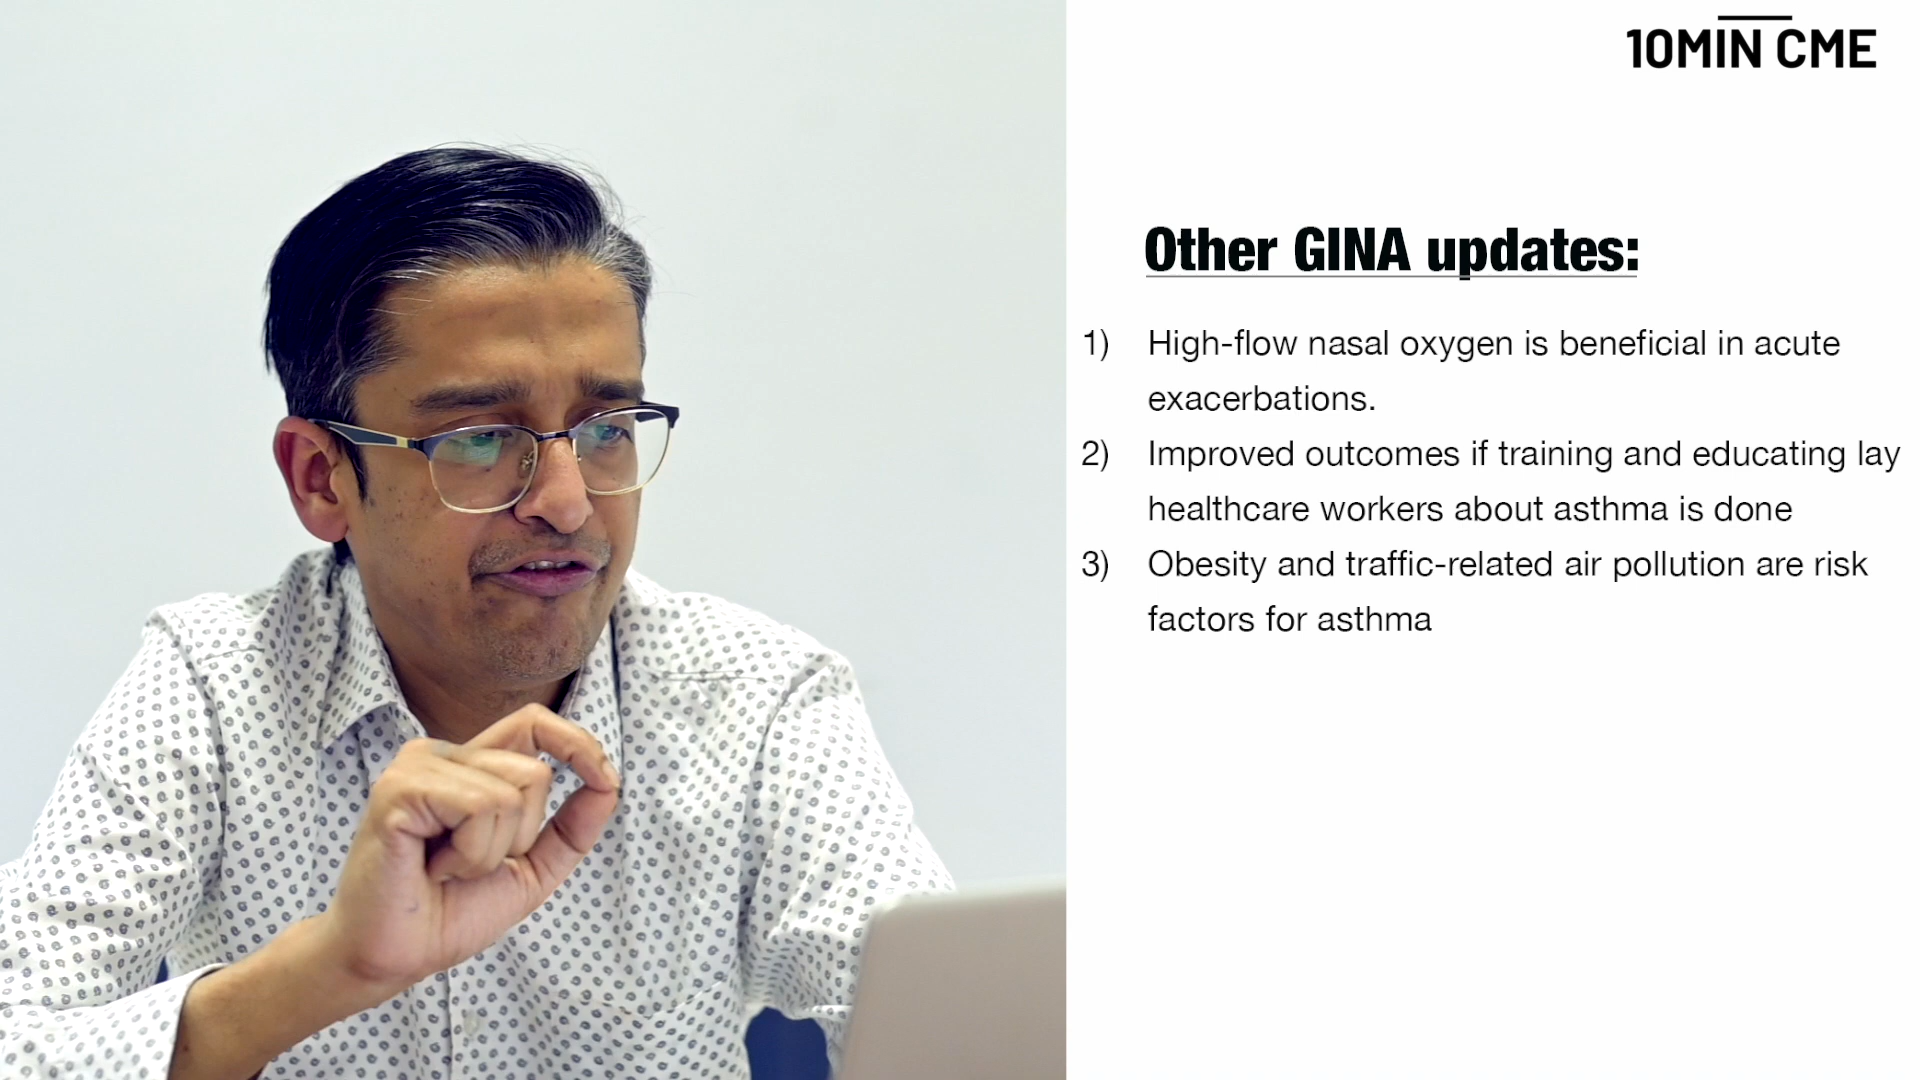 10MIN CME
Other GINA updates:
1) High-flow nasal oxygen is beneficial in acute
exacerbations.
2) Improved outcomes if training and educating lay
healthcare workers about asthma is done
3) Obesity and traffic-related air pollution are risk
factors for asthma